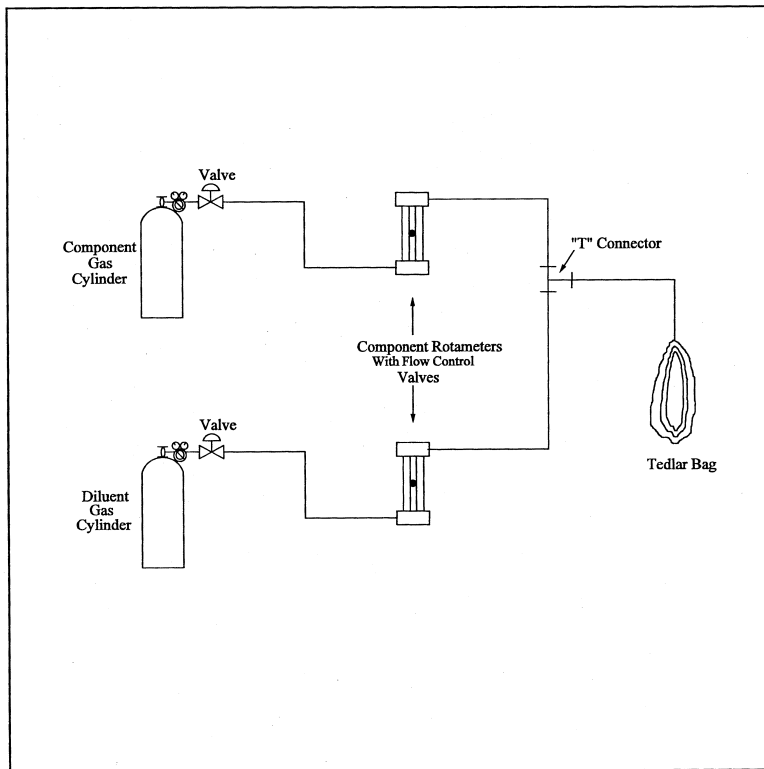 Valve
Component
Gas
Cylinder
"T" Connector
Component Rotameters
With Flow Control
Valves
Tedlar Bag
Valve
Diluent
Gas
Cylinder